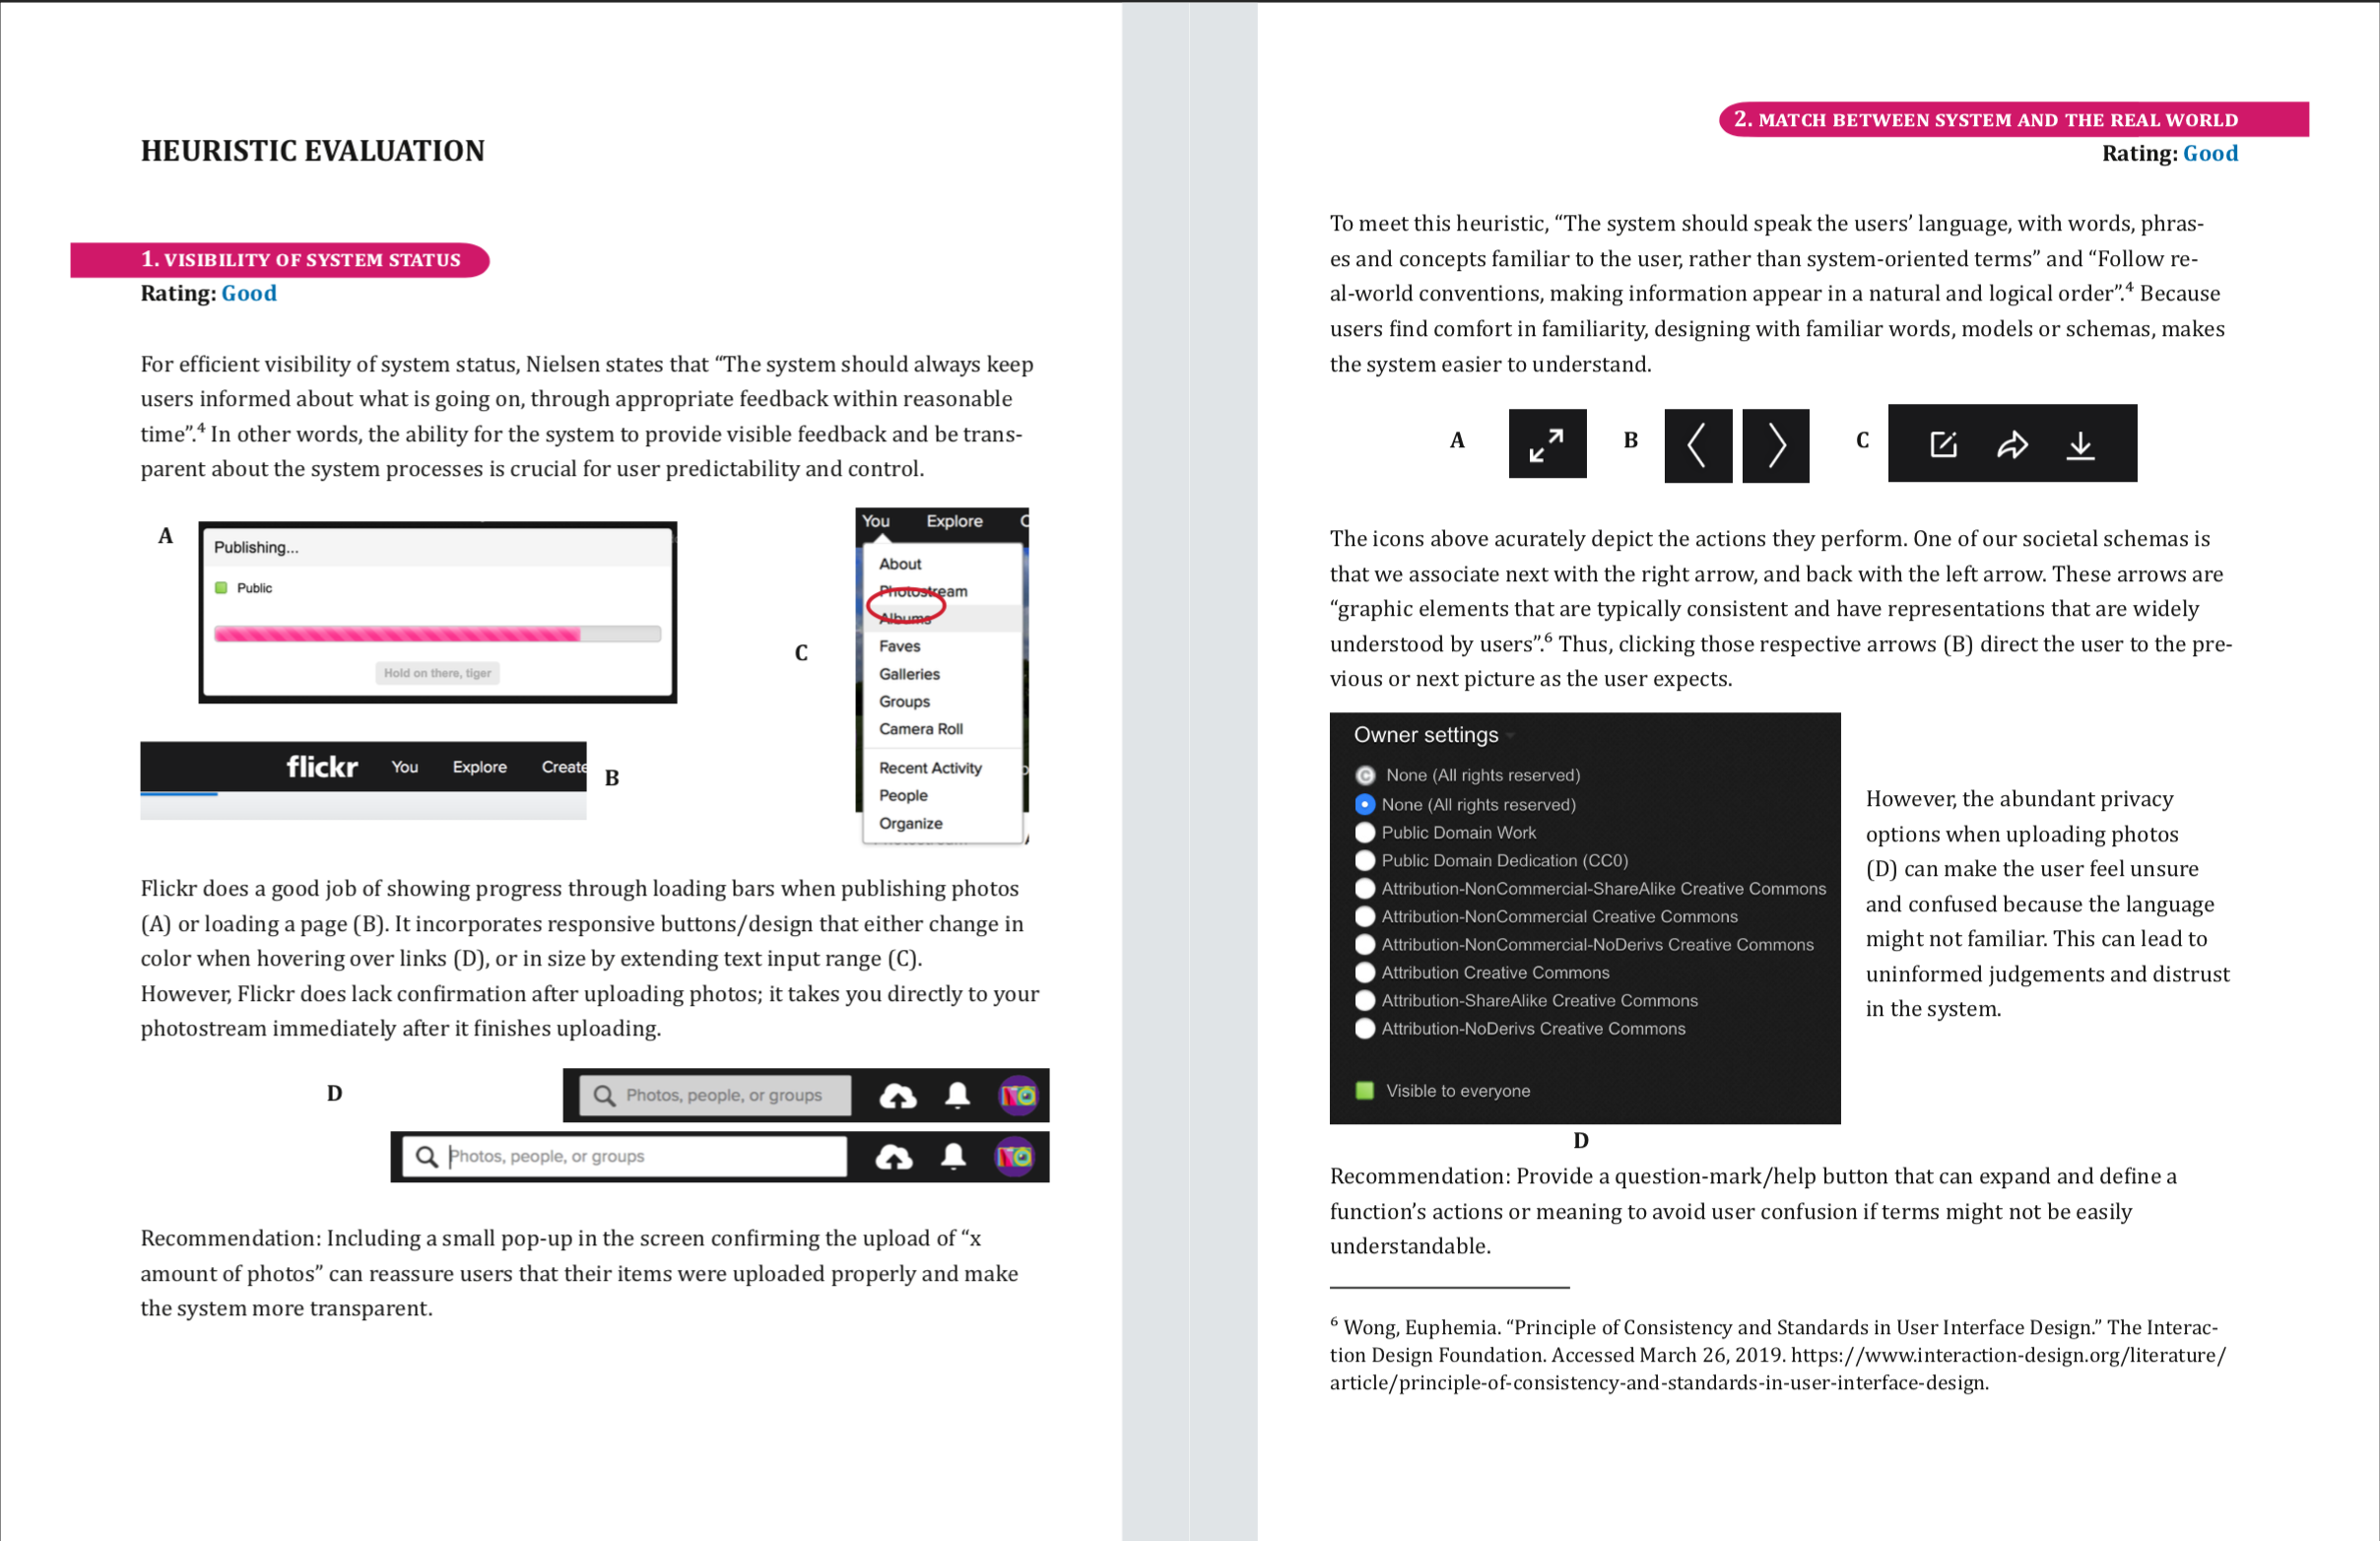 HEURISTIC EVALUATION
1. VISIBILITY OF SYSTEM STATUS
Rating: Good
For efficient visibility of system status, Nielsen states that “The system should always keep
users informed about what is going on, through appropriate feedback within reasonable
time”.⁴ In other words, the ability for the system to provide visible feedback and be trans-
parent about the system processes is crucial for user predictability and control.
A
Publishing...
Public
Hold on there, tiger
flickr You Explore Create
B
C
You Explore C
About
Photostream
Albums
Faves
Galleries
Groups
Camera Roll
Recent Activity
People
Organize
Flickr does a good job of showing progress through loading bars when publishing photos
(A) or loading a page (B). It incorporates responsive buttons/design that either change in
color when hovering over links (D), or in size by extending text input range (C).
However, Flickr does lack confirmation after uploading photos; it takes you directly to your
photostream immediately after it finishes uploading.
D
Photos, people, or groups
Photos, people, or groups
Recommendation: Including a small pop-up in the screen confirming the upload of “x
amount of photos” can reassure users that their items were uploaded properly and make
the system more transparent.
2. MATCH BETWEEN SYSTEM AND THE REAL WORLD
Rating: Good
To meet this heuristic, “The system should speak the users’ language, with words, phras-
es and concepts familiar to the user, rather than system-oriented terms” and “Follow re-
al-world conventions, making information appear in a natural and logical order”.⁴ Because
users find comfort in familiarity, designing with familiar words, models or schemas, makes
the system easier to understand.
A B C
The icons above acurately depict the actions they perform. One of our societal schemas is
that we associate next with the right arrow, and back with the left arrow. These arrows are
“graphic elements that are typically consistent and have representations that are widely
understood by users”.⁶ Thus, clicking those respective arrows (B) direct the user to the pre-
vious or next picture as the user expects.
Owner settings
© None (All rights reserved)
None (All rights reserved)
Public Domain Work
Public Domain Dedication (CC0)
Attribution-NonCommercial-ShareAlike Creative Commons
Attribution-NonCommercial Creative Commons
Attribution-NonCommercial-NoDerivs Creative Commons
Attribution Creative Commons
Attribution-ShareAlike Creative Commons
Attribution-NoDerivs Creative Commons
Visible to everyone
D
However, the abundant privacy
options when uploading photos
(D) can make the user feel unsure
and confused because the language
might not familiar. This can lead to
uninformed judgements and distrust
in the system.
Recommendation: Provide a question-mark/help button that can expand and define a
function’s actions or meaning to avoid user confusion if terms might not be easily
understandable.
⁶ Wong, Euphemia. “Principle of Consistency and Standards in User Interface Design.” The Interac-
tion Design Foundation. Accessed March 26, 2019. https://www.interaction-design.org/literature/
article/principle-of-consistency-and-standards-in-user-interface-design.